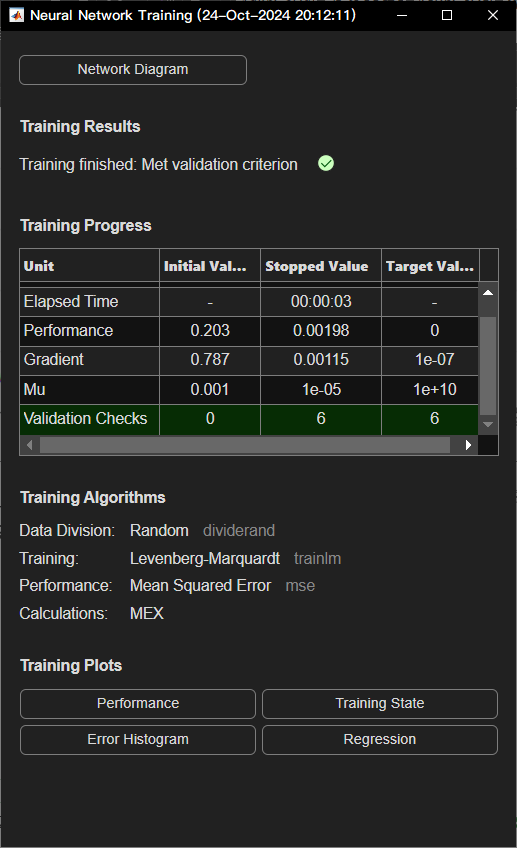 Neural Network Training (24-Oct-2024 20:12:11)
Network Diagram
Training Results
Training finished: Met validation criterion
Training Progress
Unit Initial Val... Stopped Value Target Val...
Elapsed Time - 00:00:03 -
Performance 0.203 0.00198 0
Gradient 0.787 0.00115 1e-07
Mu 0.001 1e-05 1e+10
Validation Checks 0 6 6
Training Algorithms
Data Division: Random dividerand
Training: Levenberg-Marquardt trainlm
Performance: Mean Squared Error mse
Calculations: MEX
Training Plots
Performance Training State
Error Histogram Regression